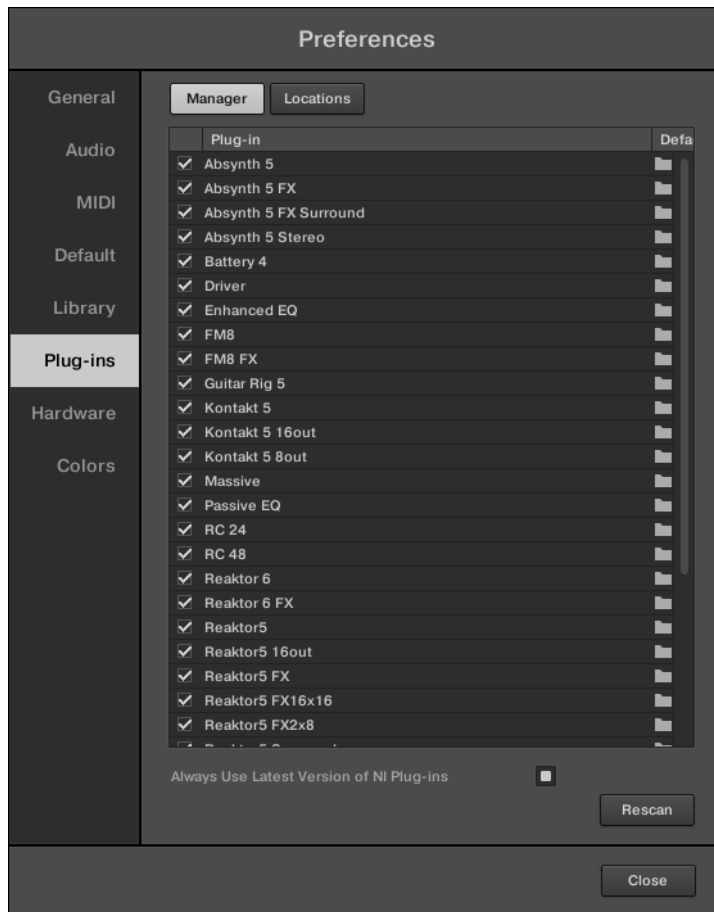 Preferences
General
Audio
MIDI
Default
Library
Plug-ins
Hardware
Colors
Manager
Locations
Plug-in Defa
Absynth 5
Absynth 5 FX
Absynth 5 FX Surround
Absynth 5 Stereo
Battery 4
Driver
Enhanced EQ
FM8
FM8 FX
Guitar Rig 5
Kontakt 5
Kontakt 5 16out
Kontakt 5 8out
Massive
Passive EQ
RC 24
RC 48
Reaktor 6
Reaktor 6 FX
Reaktor5
Reaktor5 16out
Reaktor5 FX
Reaktor5 FX16x16
Reaktor5 FX2x8
Always Use Latest Version of NI Plug-ins
Rescan
Close